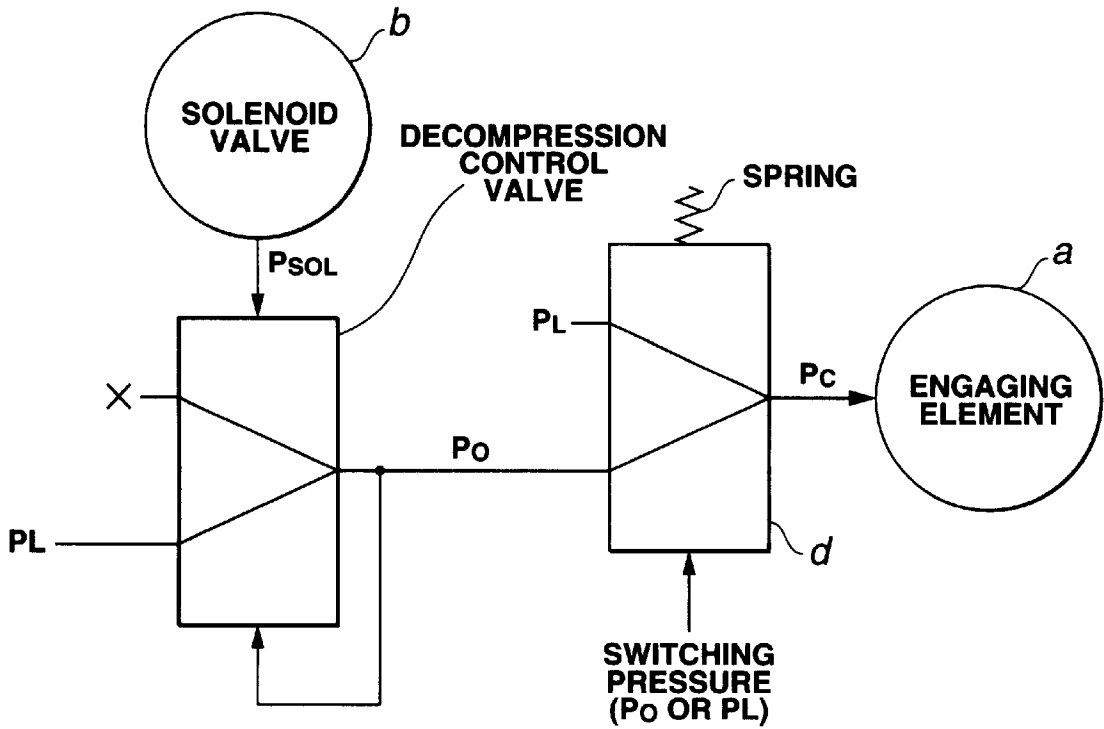 b
SOLENOID
VALVE
DECOMPRESSION
CONTROL
VALVE
SPRING
PSOL
a
PL
PC
ENGAGING
ELEMENT
PO
PL
d
SWITCHING
PRESSURE
(PO OR PL)